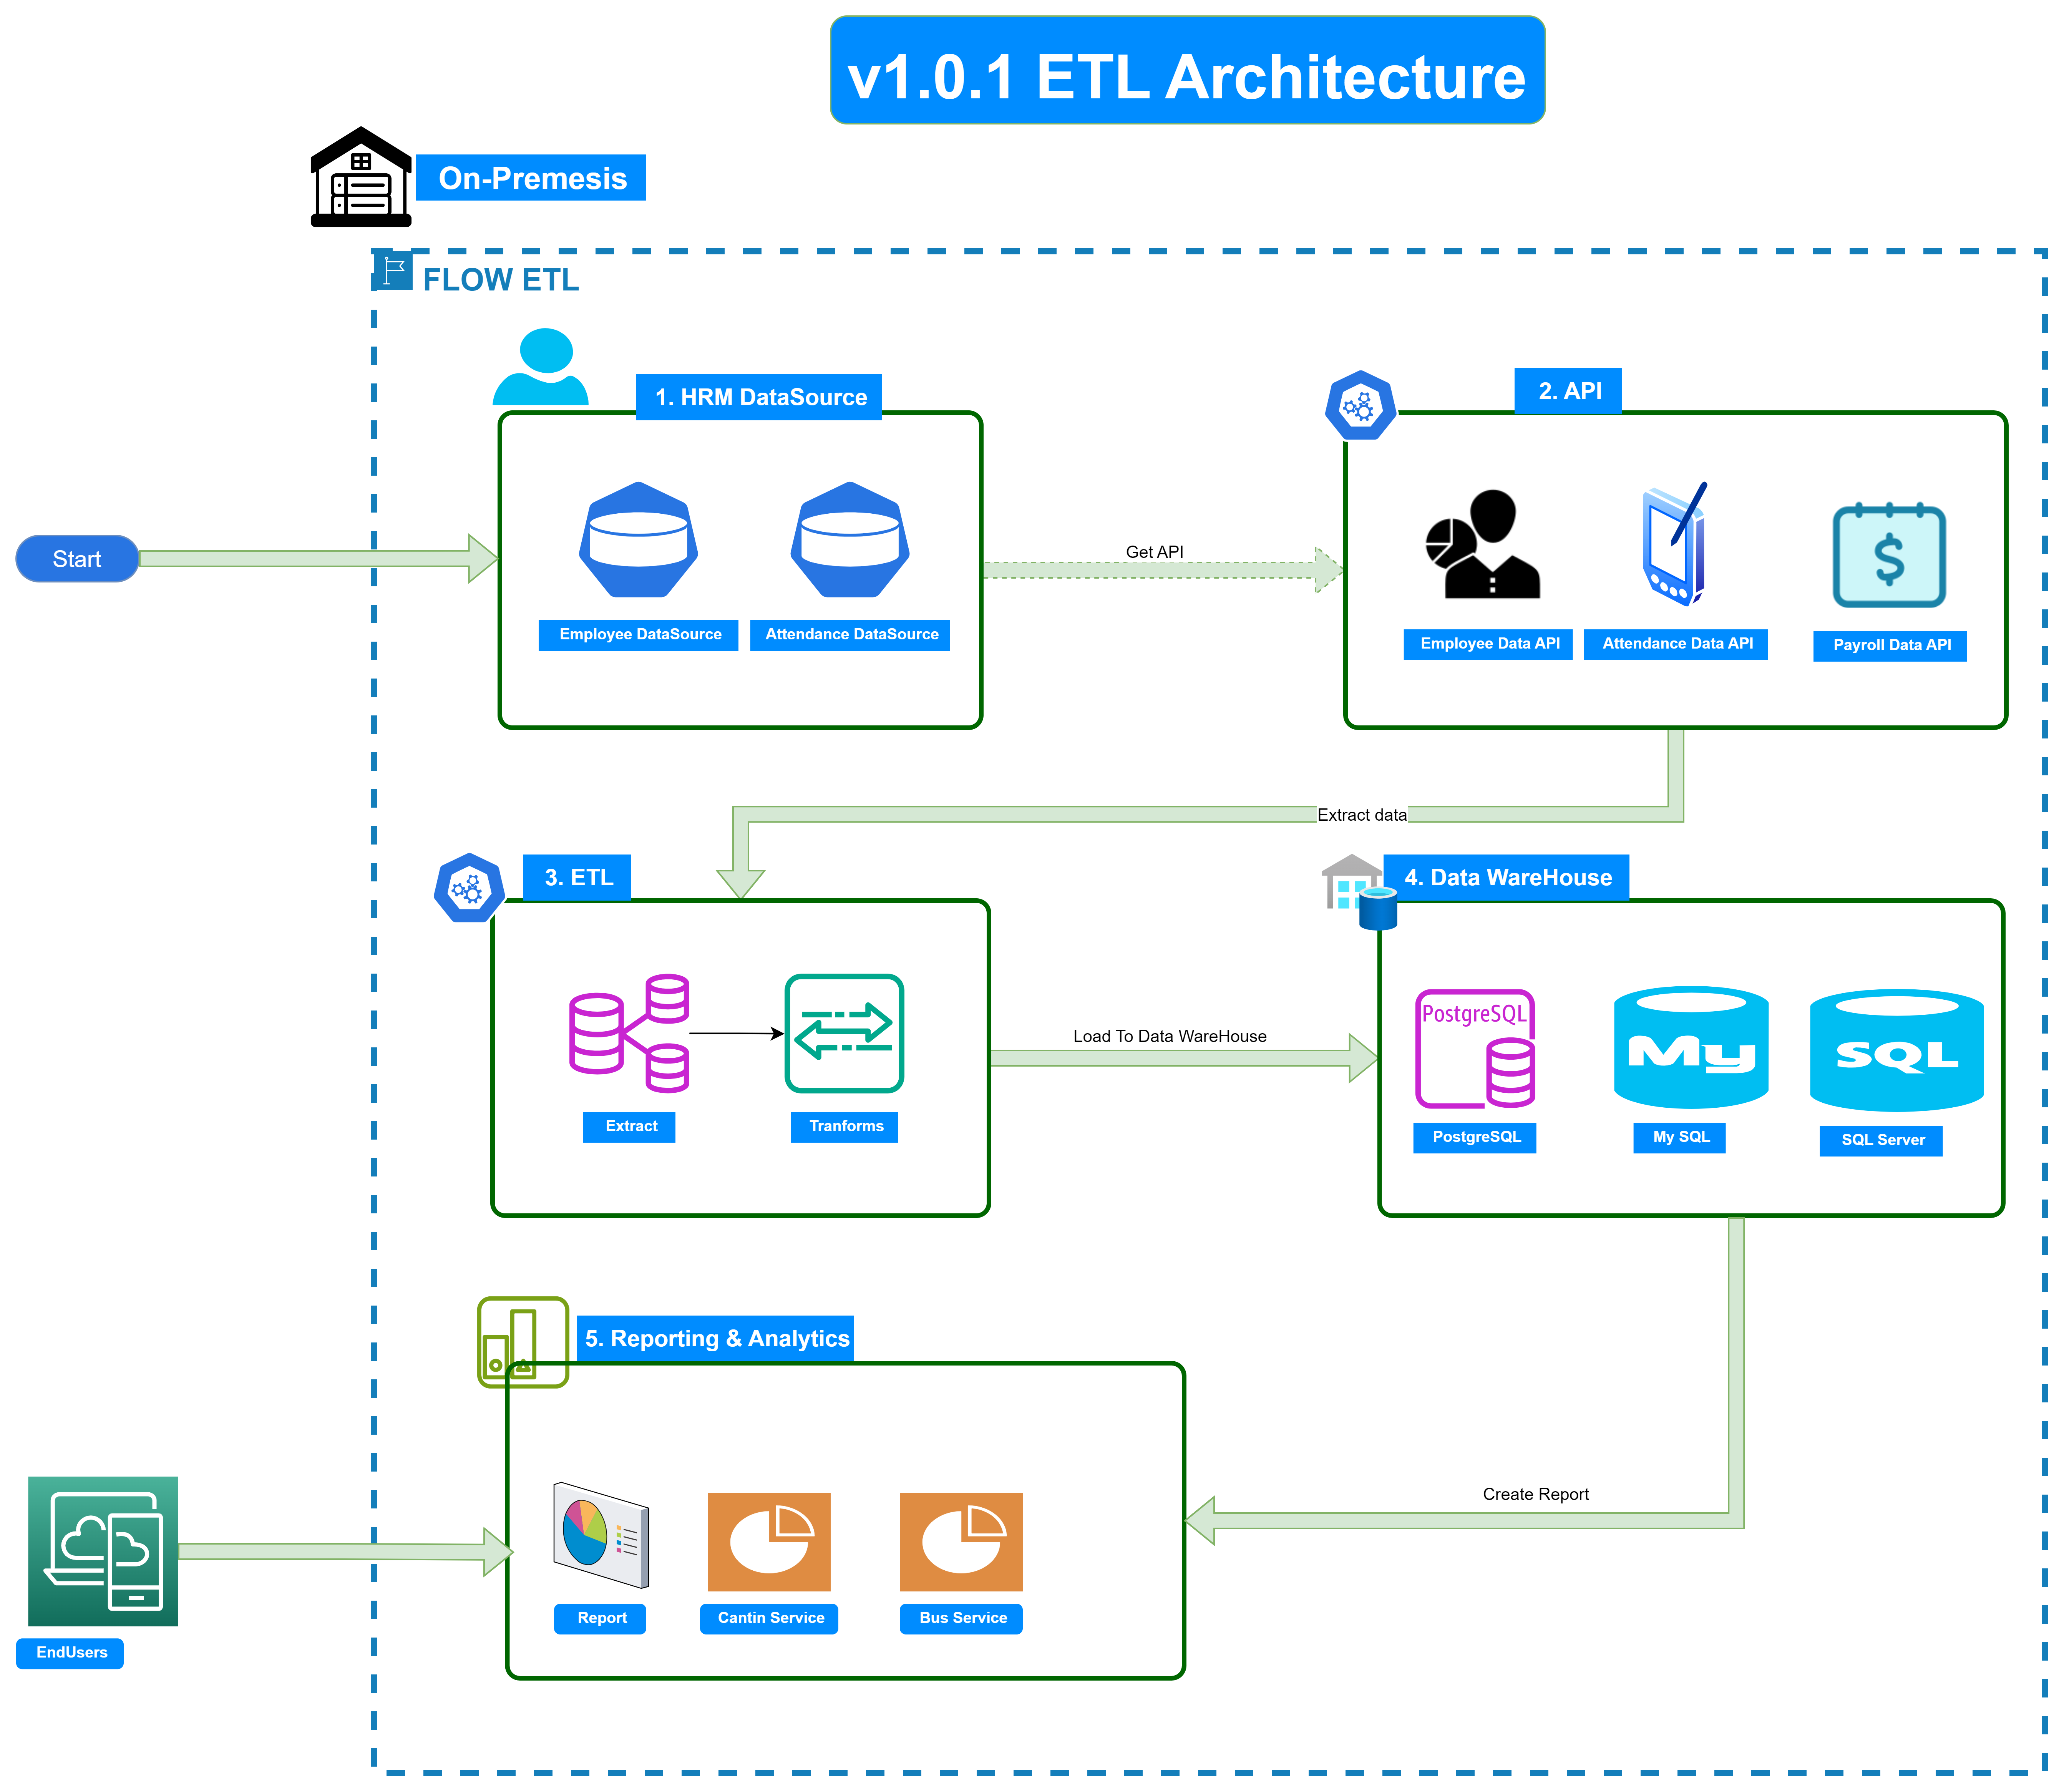 v1.0.1 ETL Architecture
On-Premesis
FLOW ETL
1. HRM DataSource
2. API
Start
Get API
Employee DataSource
Attendance DataSource
Employee Data API
Attendance Data API
Payroll Data API
Extract data
3. ETL
4. Data WareHouse
PostgreSQL
My
SQL
Load To Data WareHouse
Extract
Tranforms
PostgreSQL
My SQL
SQL Server
5. Reporting & Analytics
Create Report
Report
Cantin Service
Bus Service
EndUsers